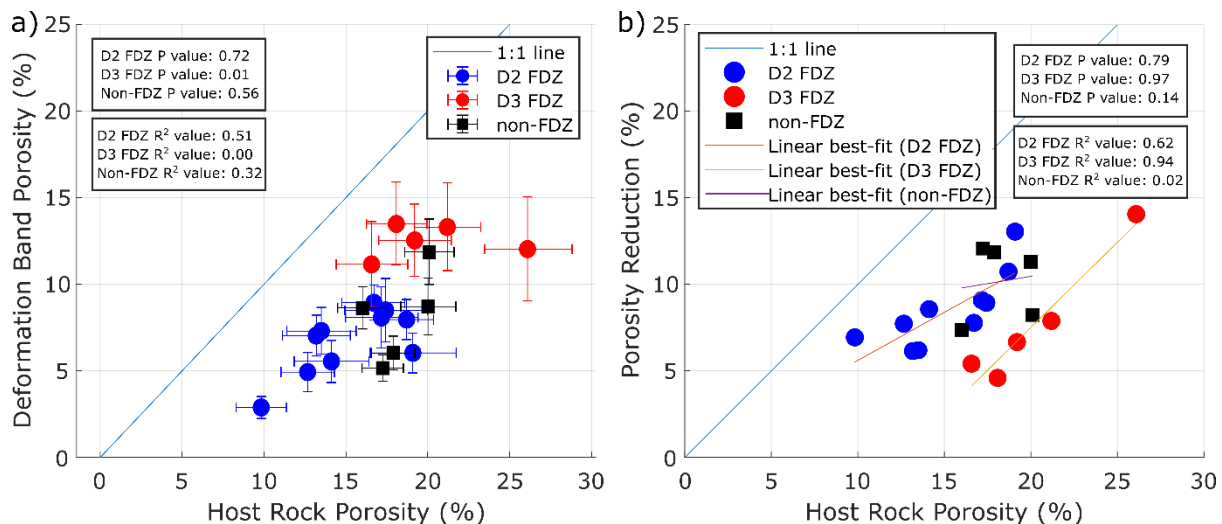 a)
25
20
15
10
5
0
Deformation Band Porosity (%)
D2 FDZ P value: 0.72
D3 FDZ P value: 0.01
Non-FDZ P value: 0.56
D2 FDZ R² value: 0.51
D3 FDZ R² value: 0.00
Non-FDZ R² value: 0.32
1:1 line
D2 FDZ
D3 FDZ
non-FDZ
0 5 10 15 20 25 30
Host Rock Porosity (%)
b)
25
20
15
10
5
0
Porosity Reduction (%)
1:1 line
D2 FDZ
D3 FDZ
non-FDZ
Linear best-fit (D2 FDZ)
Linear best-fit (D3 FDZ)
Linear best-fit (non-FDZ)
D2 FDZ P value: 0.79
D3 FDZ P value: 0.97
Non-FDZ P value: 0.14
D2 FDZ R² value: 0.62
D3 FDZ R² value: 0.94
Non-FDZ R² value: 0.02
0 5 10 15 20 25 30
Host Rock Porosity (%)